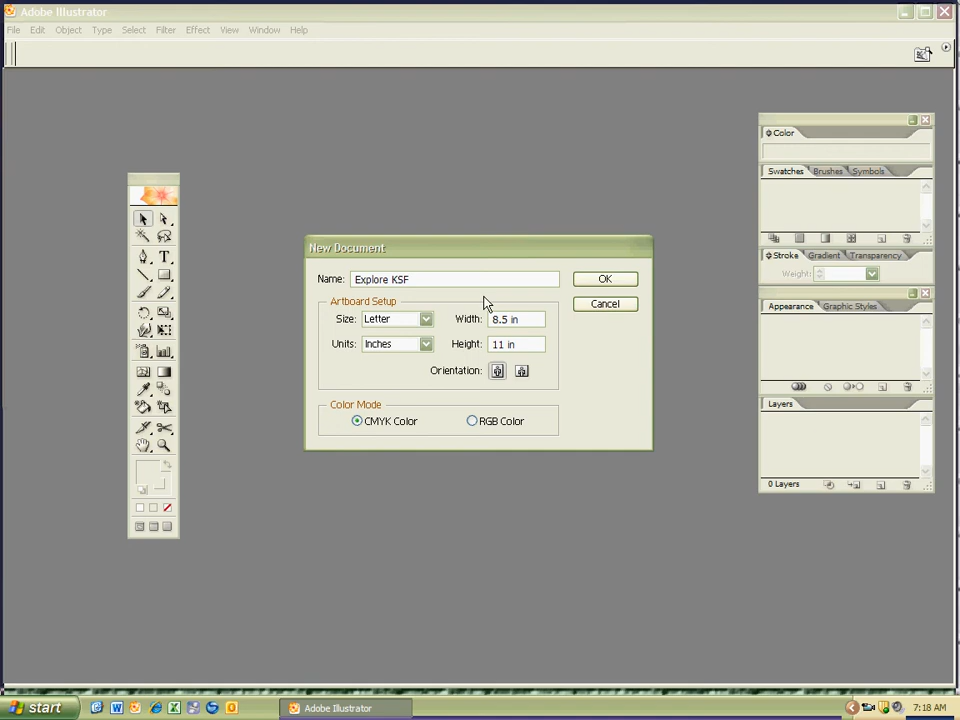 Adobe Illustrator
File Edit Object Type Select Filter Effect View Window Help
Color
Swatches Brushes Symbols
Stroke Gradient Transparency
Weight:
Appearance Graphic Styles
Layers
0 Layers
New Document
Name: Explore KSF OK
Artboard Setup Cancel
Size: Letter Width: 8.5 in
Units: Inches Height: 11 in
Orientation:
Color Mode
CMYK Color RGB Color
start Adobe Illustrator 7:18 AM